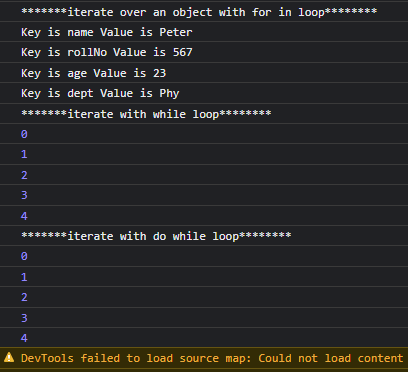 *******iterate over an object with for in loop********
Key is name Value is Peter
Key is rollNo Value is 567
Key is age Value is 23
Key is dept Value is Phy
*******iterate with while loop********
0
1
2
3
4
*******iterate with do while loop********
0
1
2
3
4
DevTools failed to load source map: Could not load content